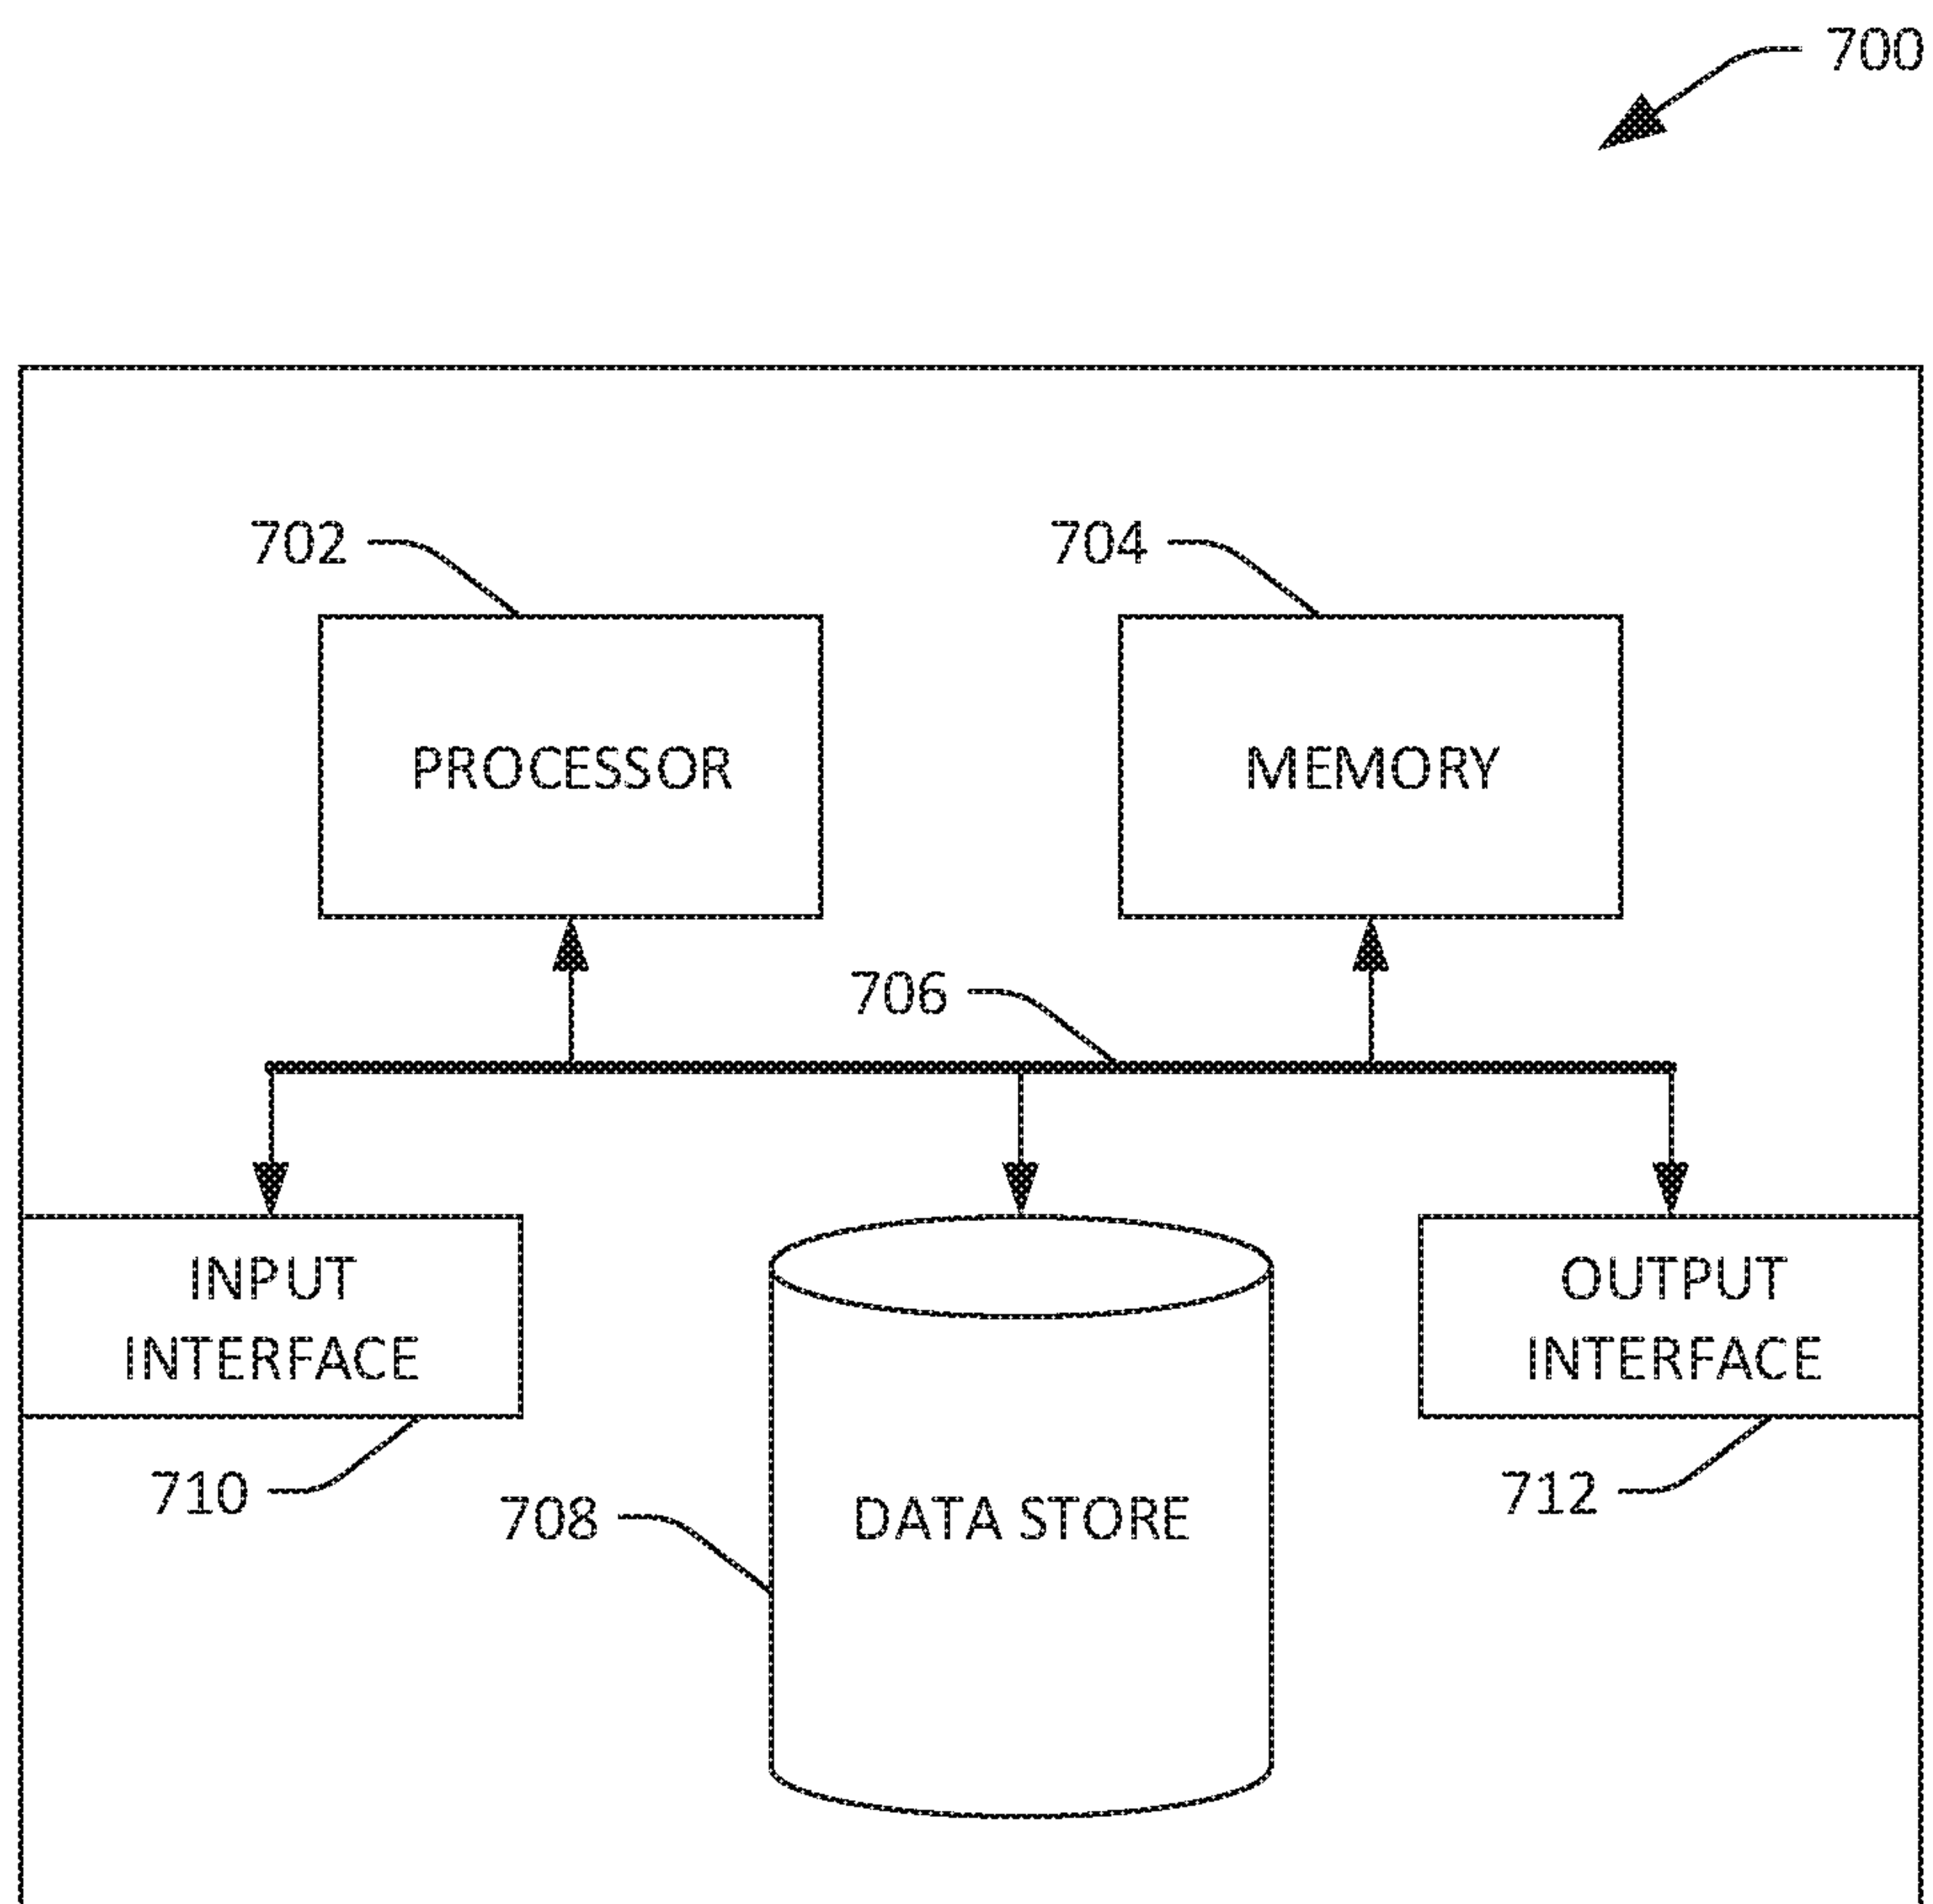 700
702
704
PROCESSOR
MEMORY
706
INPUT
INTERFACE
OUTPUT
INTERFACE
710
708
DATA STORE
712